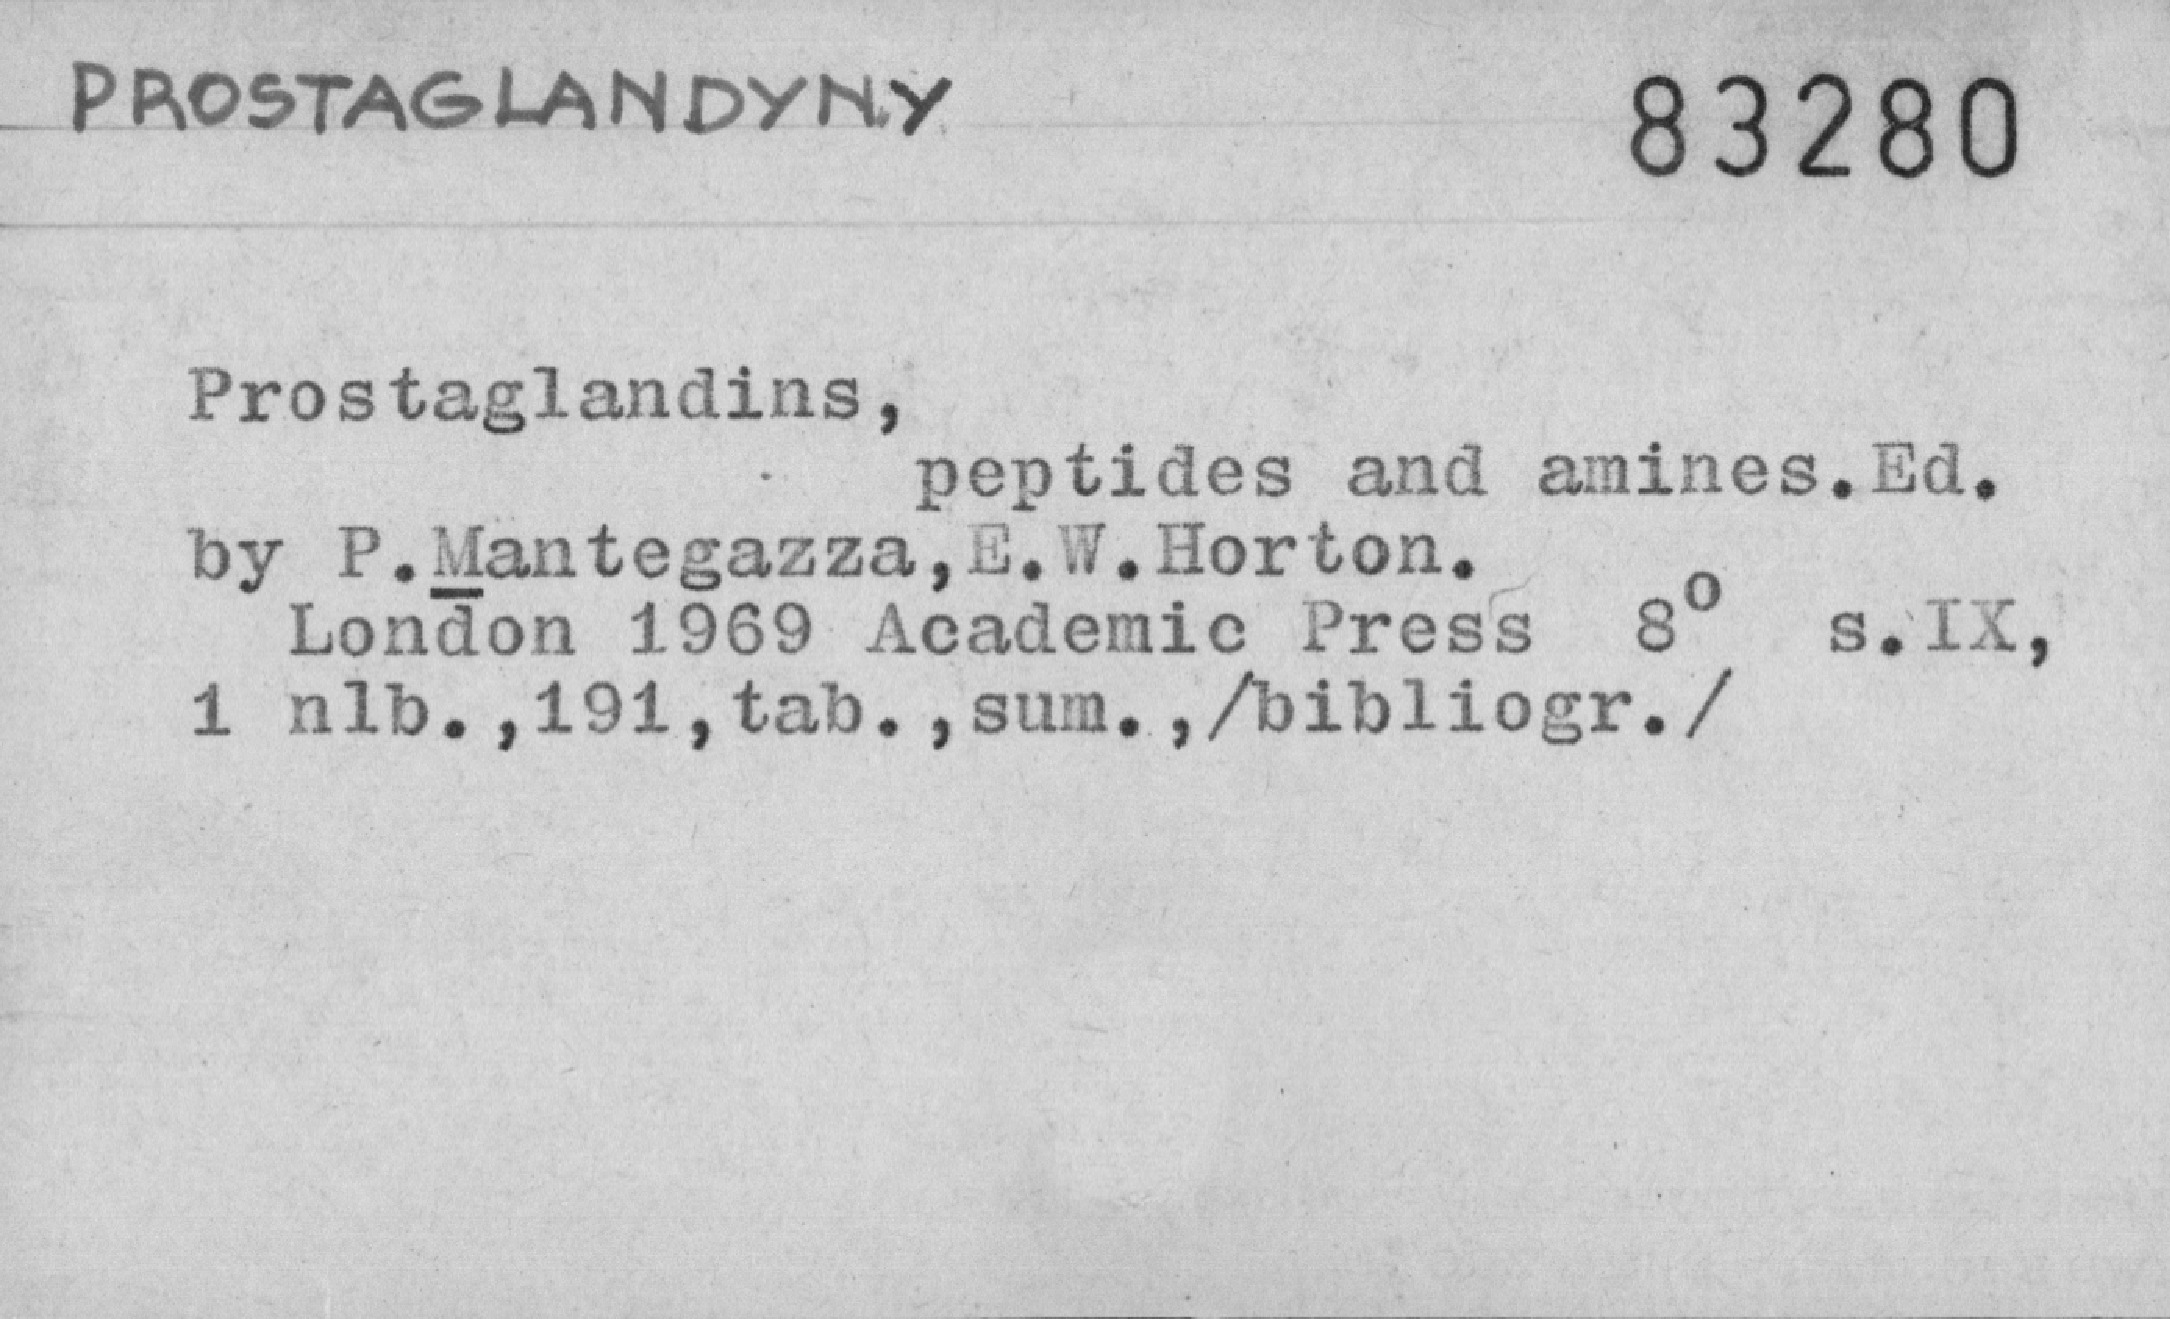 PROSTAGLANDYNY
83280
Prostaglandins,
peptides and amines.Ed.
by P.Mantegazza,E.W.Horton.
London 1969 Academic Press 8° s.IX,
1 nlb.,191,tab.,sum.,/bibliogr./